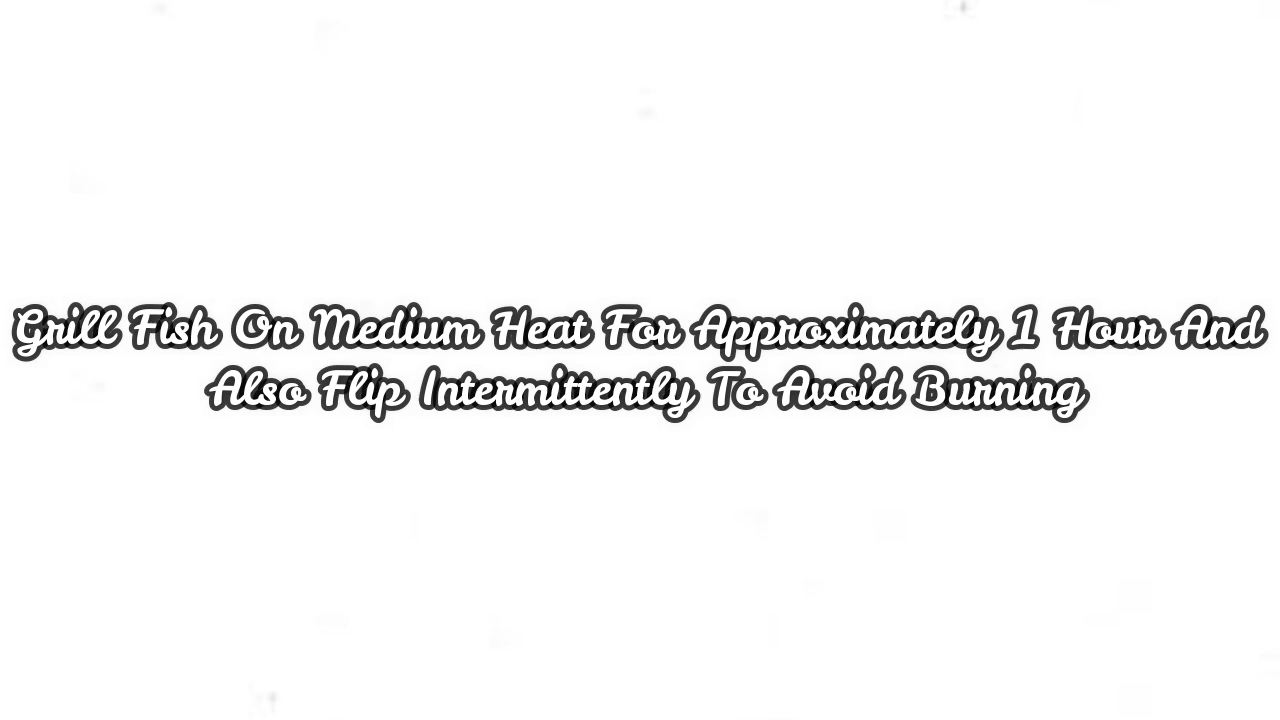 Grill Fish On Medium Heat For Approximately 1 Hour And
Also Flip Intermittently To Avoid Burning